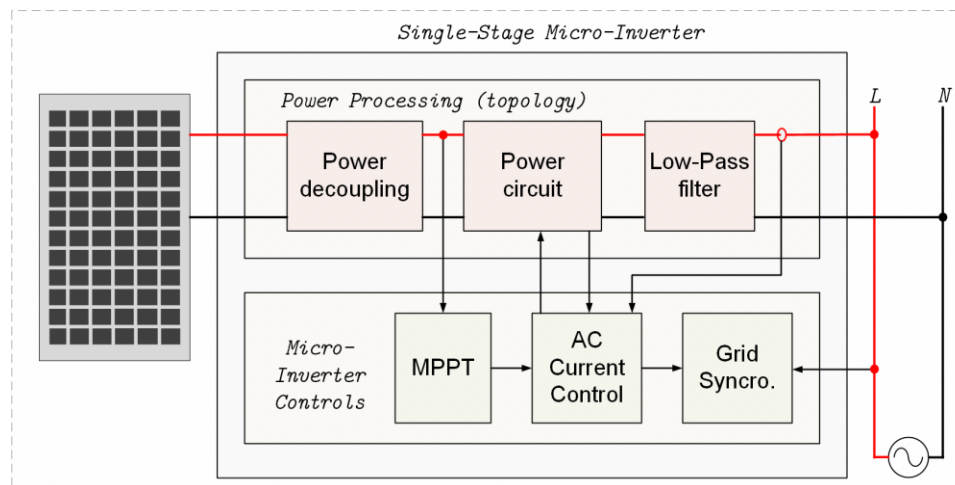 Single-Stage Micro-Inverter
Power Processing (topology)
L
N
Power
decoupling
Power
circuit
Low-Pass
filter
Micro-
Inverter
Controls
MPPT
AC
Current
Control
Grid
Syncro.